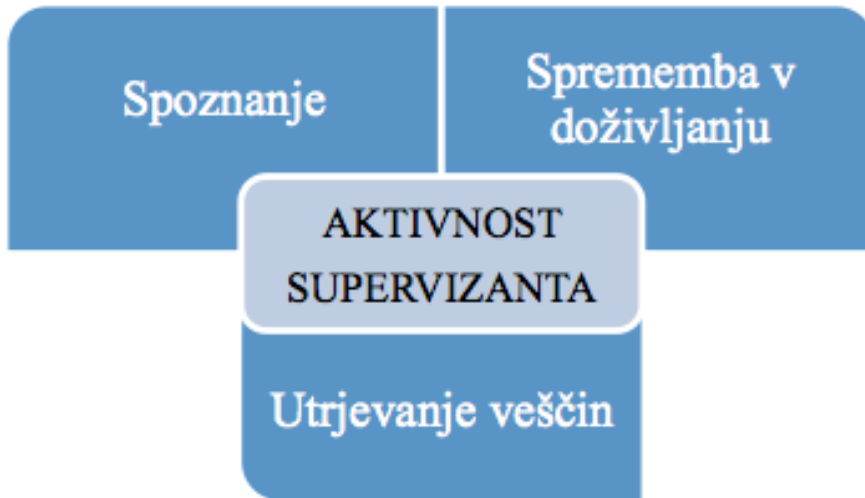 Spoznanje
Sprememba v
doživljanju
AKTIVNOST
SUPERVIZANTA
Utrjevanje veščin